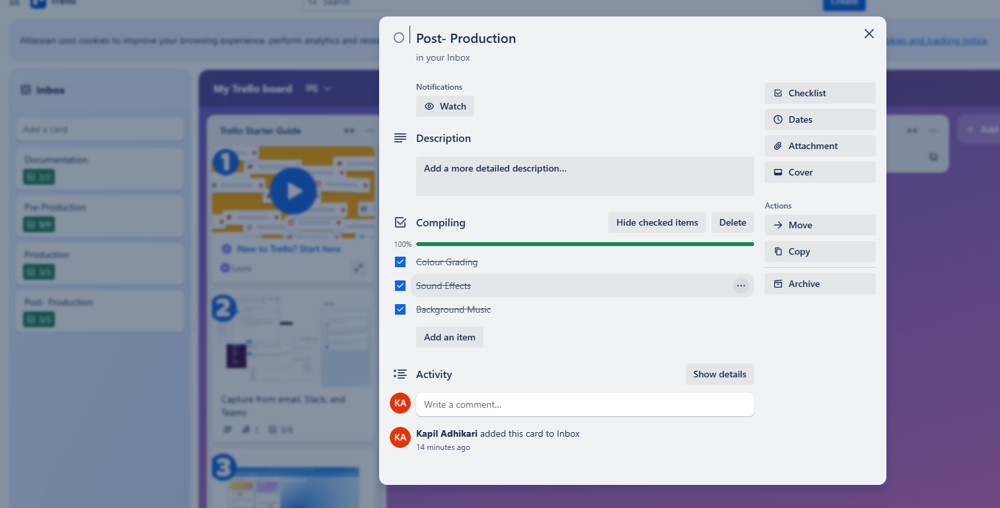 Trello
Search
Create
Atlassian uses cookies to improve your browsing experience, perform analytics and
cookies and tracking notice
Inbox
Add a card
Documentation
2/2
Pre-Production
9/9
Production
3/3
Post- Production
3/3
My Trello board
Trello Starter Guide
1
New to Trello? Start here
Loom
2
Capture from email, Slack, and
Teams
1
0/6
3
Add
Post- Production
in your Inbox
Notifications
Watch
Description
Add a more detailed description...
Compiling
Hide checked items
Delete
100%
Colour Grading
Sound Effects
Background Music
Add an item
Activity
Show details
KA
Write a comment...
KA
Kapil Adhikari added this card to Inbox
14 minutes ago
Checklist
Dates
Attachment
Cover
Actions
Move
Copy
Archive